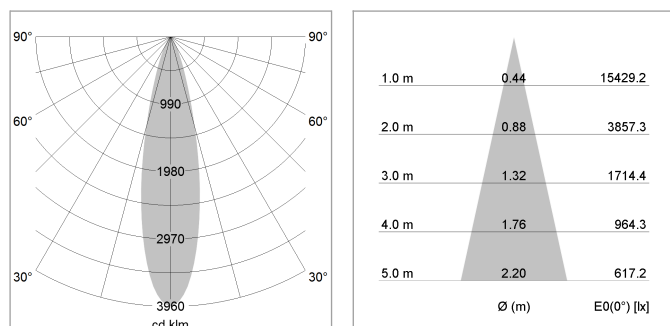 90° 90°
990
60° 60°
1980
2970
30° 30°
3960
cd klm
1.0 m 0.44 15429.2
2.0 m 0.88 3857.3
3.0 m 1.32 1714.4
4.0 m 1.76 964.3
5.0 m 2.20 617.2
Ø (m) E0(0°) [lx]